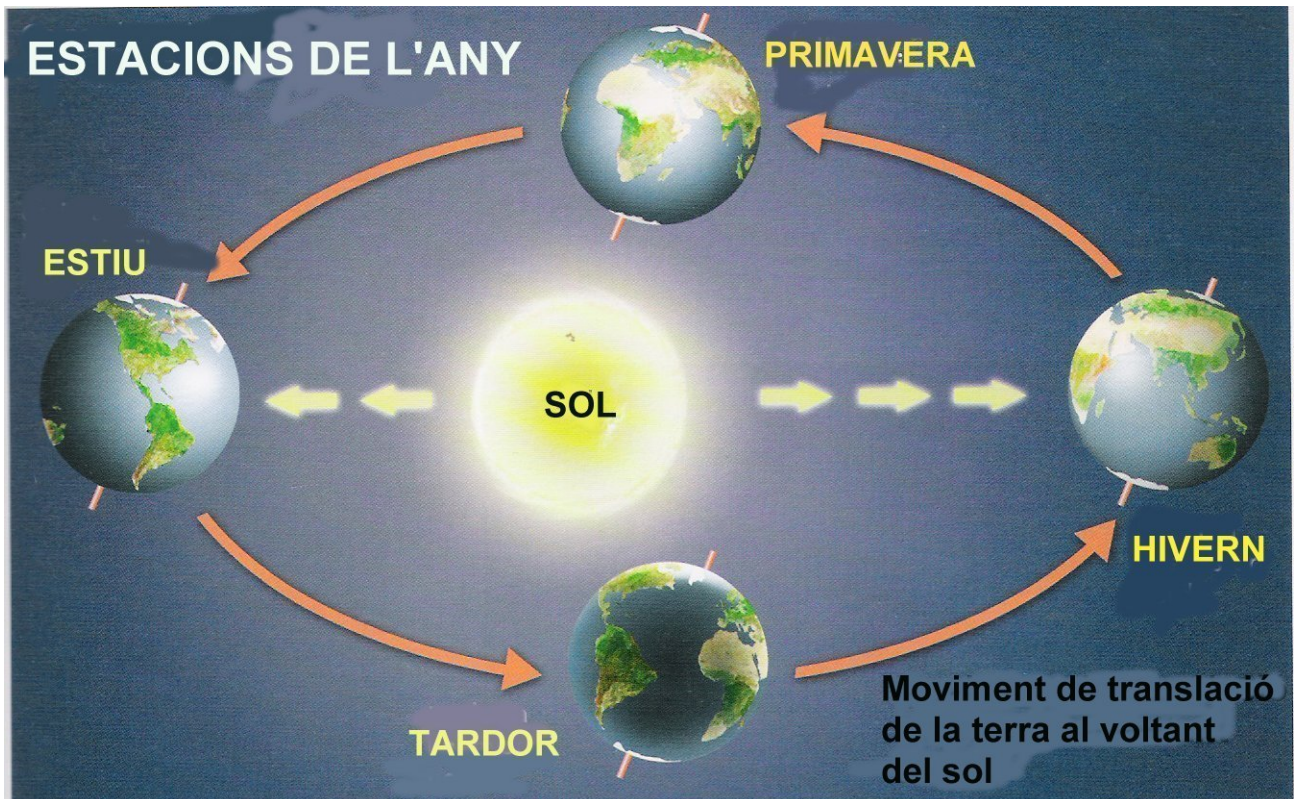 ESTACIONS DE L'ANY
PRIMAVERA
ESTIU
SOL
HIVERN
TARDOR
Moviment de translació
de la terra al voltant
del sol